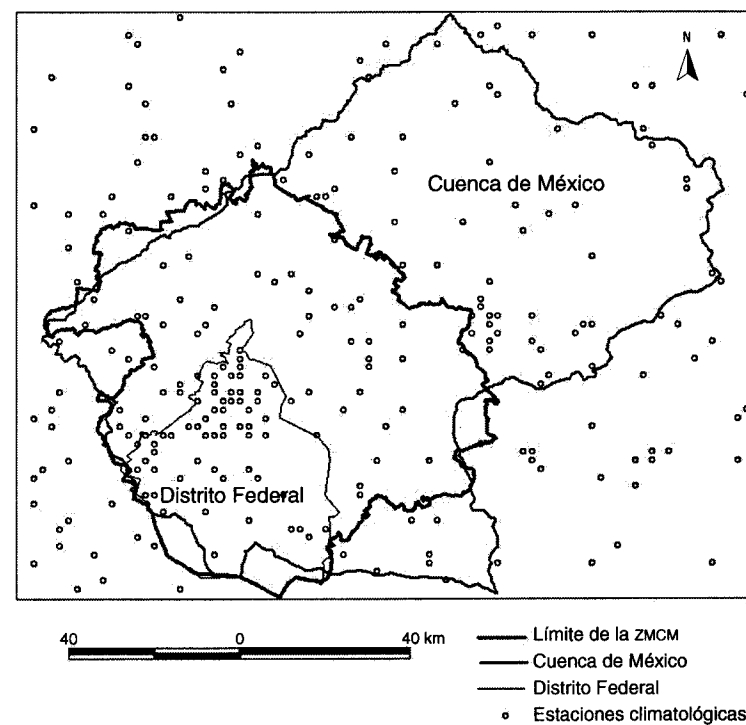 N
Cuenca de México
Distrito Federal
40 0 40 km
Límite de la ZMCM
Cuenca de México
Distrito Federal
Estaciones climatológicas